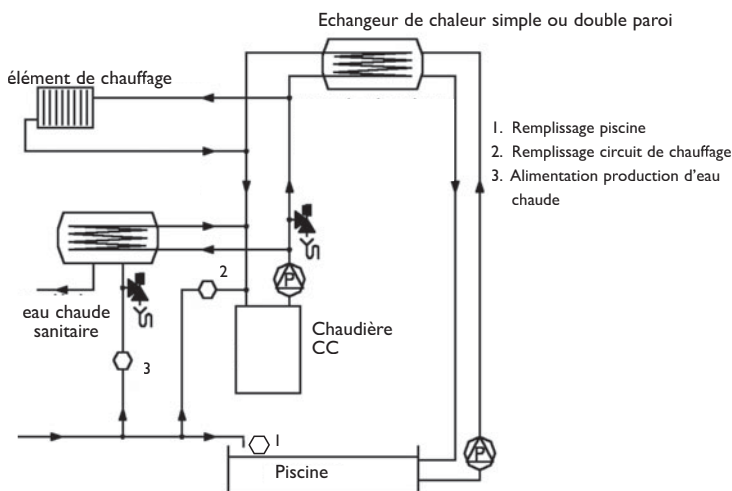 Echangeur de chaleur simple ou double paroi
élément de chauffage
1. Remplissage piscine
2. Remplissage circuit de chauffage
3. Alimentation production d'eau
chaude
2
P
eau chaude
sanitaire
Chaudière
CC
3
1
P
Piscine